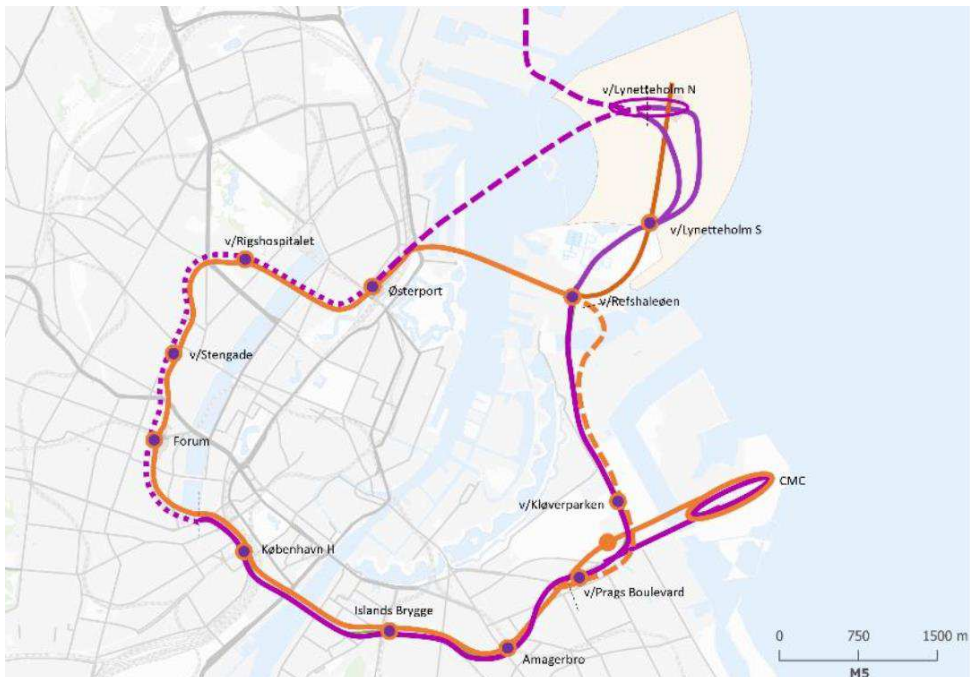 v/Lynetteholm N
v/Lynetteholm S
v/Rigshospitalet
Østerport
v/Refshaleøen
v/Stengade
Forum
CMC
v/Kløverparken
København H
v/Prags Boulevard
Islands Brygge
Amagerbro
0 750 1500 m
M5